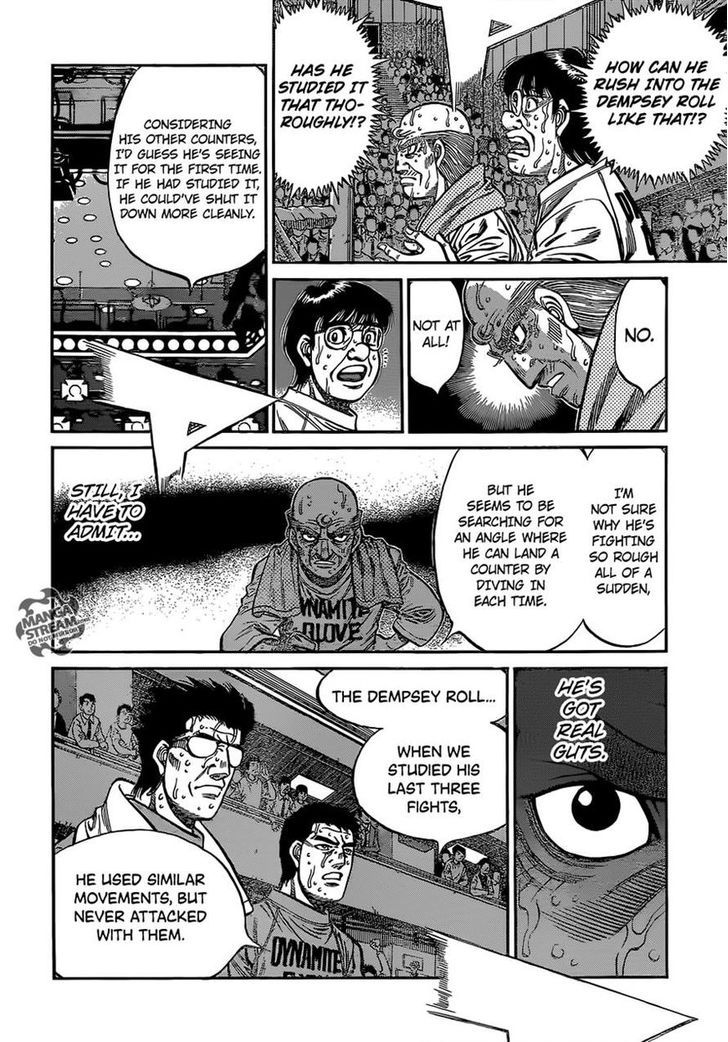 HOW CAN HE
RUSH INTO THE
DEMPSEY ROLL
LIKE THAT!?
HAS HE
STUDIED IT
THAT THO-
ROUGHLY!?
CONSIDERING
HIS OTHER COUNTERS,
I'D GUESS HE'S SEEING
IT FOR THE FIRST TIME.
IF HE HAD STUDIED IT,
HE COULD'VE SHUT IT
DOWN MORE CLEANLY.
NO.
NOT AT
ALL!
I'M
NOT SURE
WHY HE'S
FIGHTING
SO ROUGH
ALL OF A
SUDDEN,
BUT HE
SEEMS TO BE
SEARCHING FOR
AN ANGLE WHERE
HE CAN LAND A
COUNTER BY
DIVING IN
EACH TIME.
STILL, I
HAVE TO
ADMIT...
DYNAMITE
GLOVE
A
MANGA
STREAM
DO NOT MIRROR
HE'S
GOT
REAL
GUTS.
THE DEMPSEY ROLL...
WHEN WE
STUDIED HIS
LAST THREE
FIGHTS,
HE USED SIMILAR
MOVEMENTS, BUT
NEVER ATTACKED
WITH THEM.
DYNAMITE